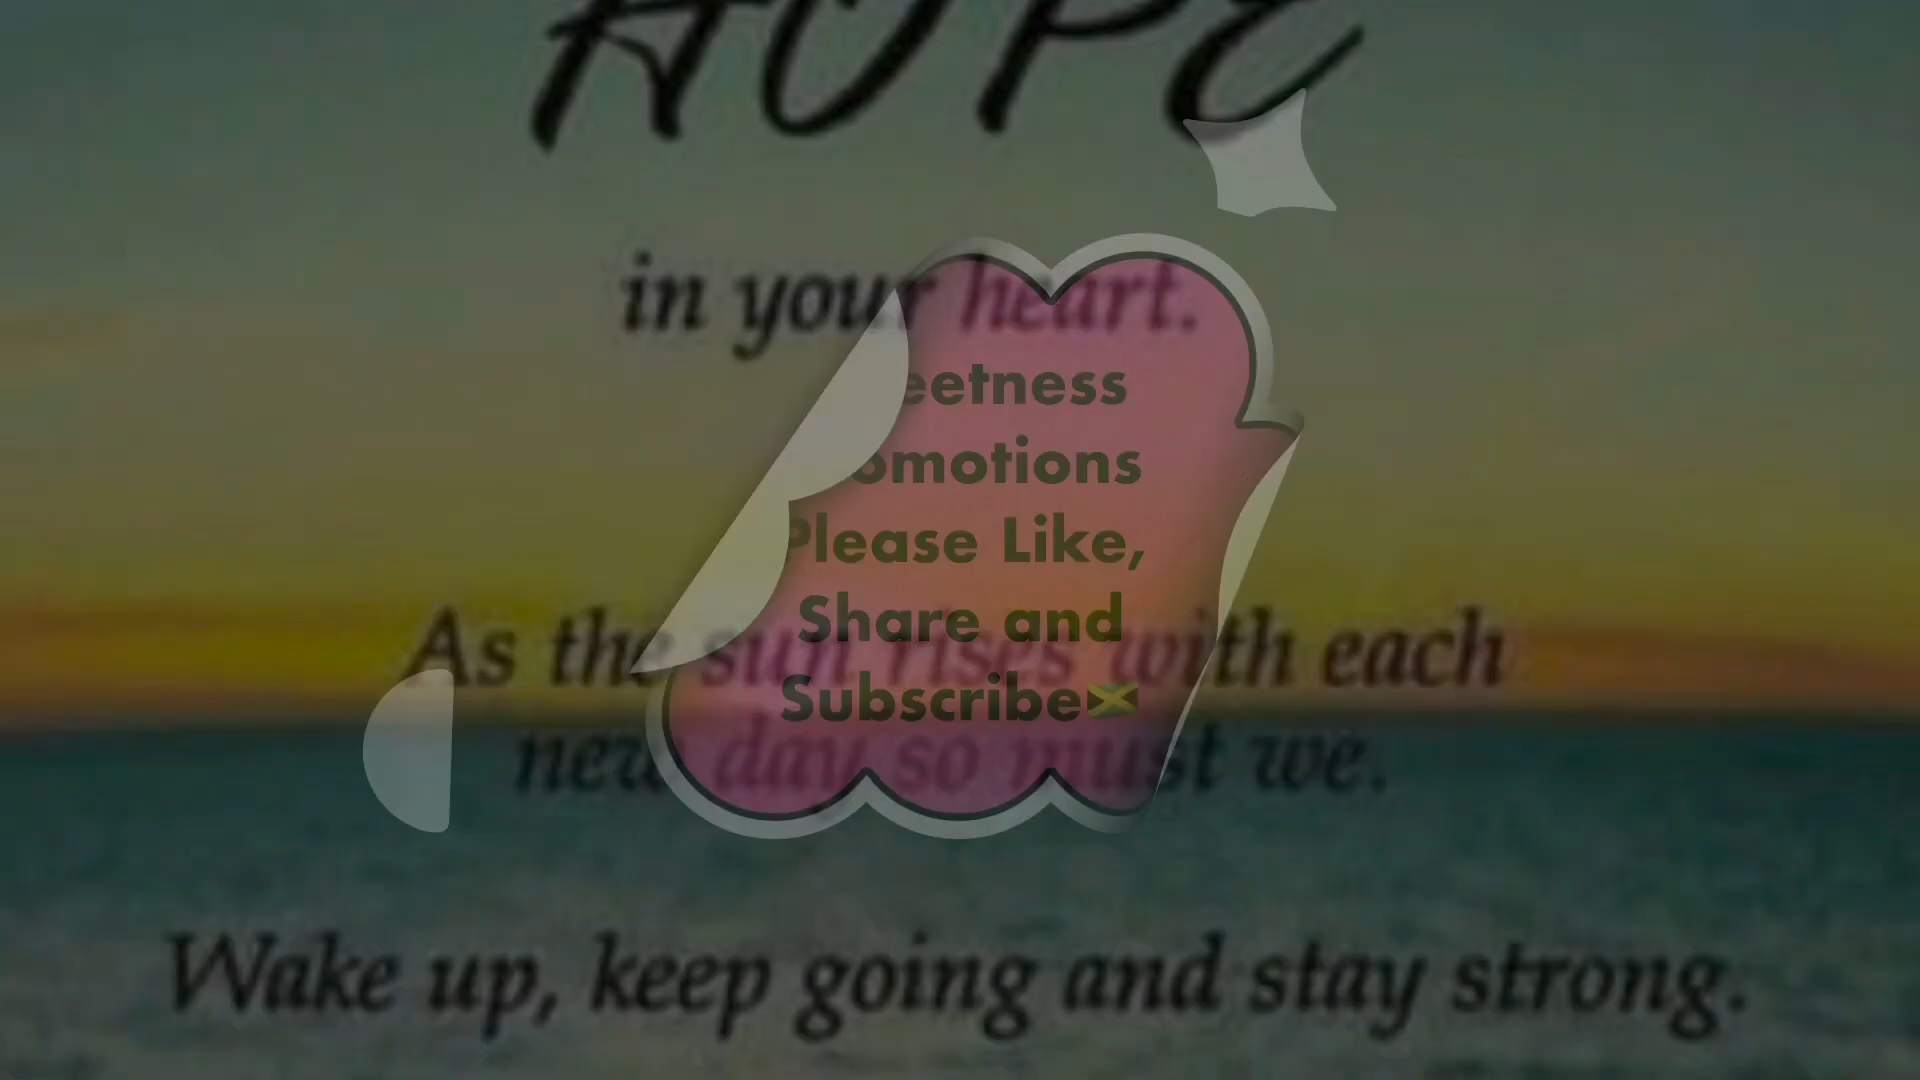 HOPE
in your heart.
eetness
omotions
Please Like,
Share and
Subscribe🇯🇲
As the sun rises with each
new day so must we.
Wake up, keep going and stay strong.